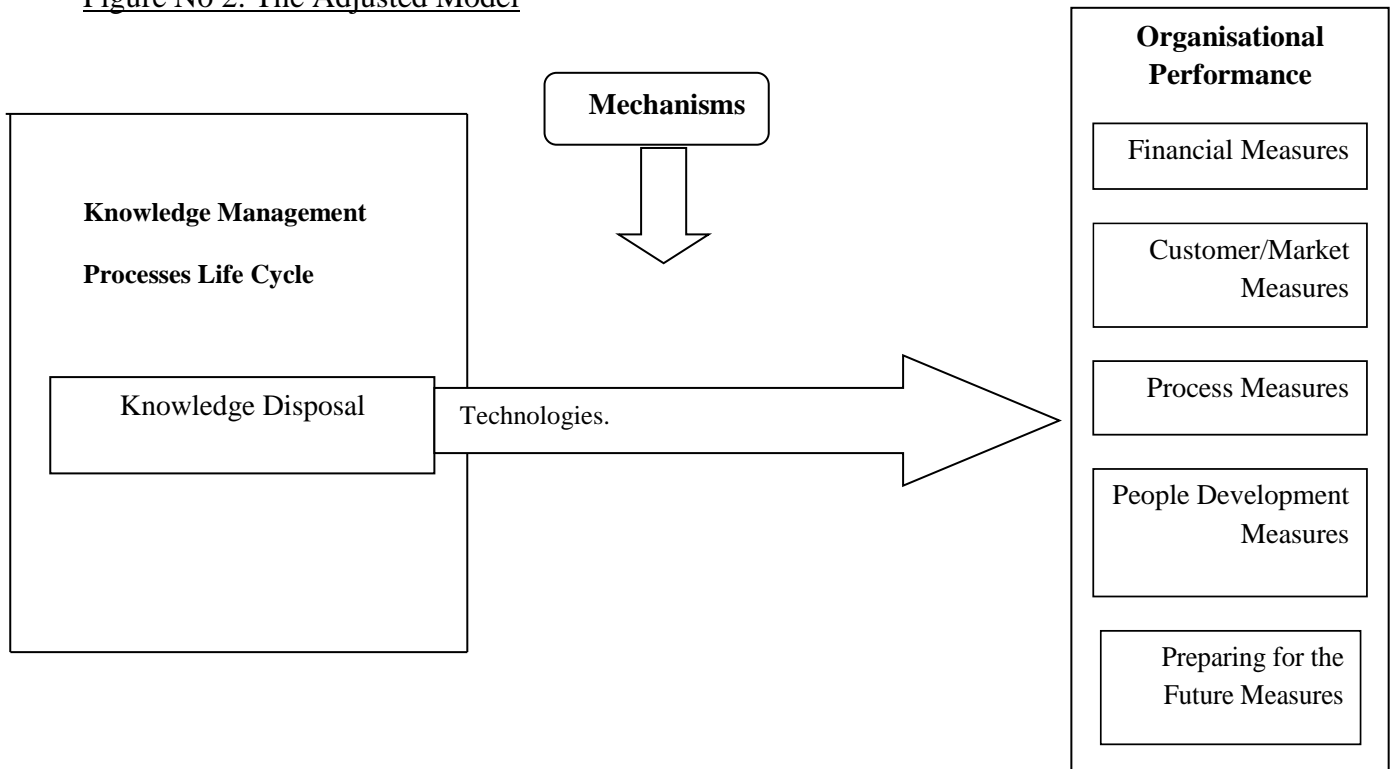 Figure No 2: The Adjusted Model
Organisational
Performance
Mechanisms
Financial Measures
Knowledge Management
Processes Life Cycle
Customer/Market
Measures
Knowledge Disposal
Technologies.
Process Measures
People Development
Measures
Preparing for the
Future Measures